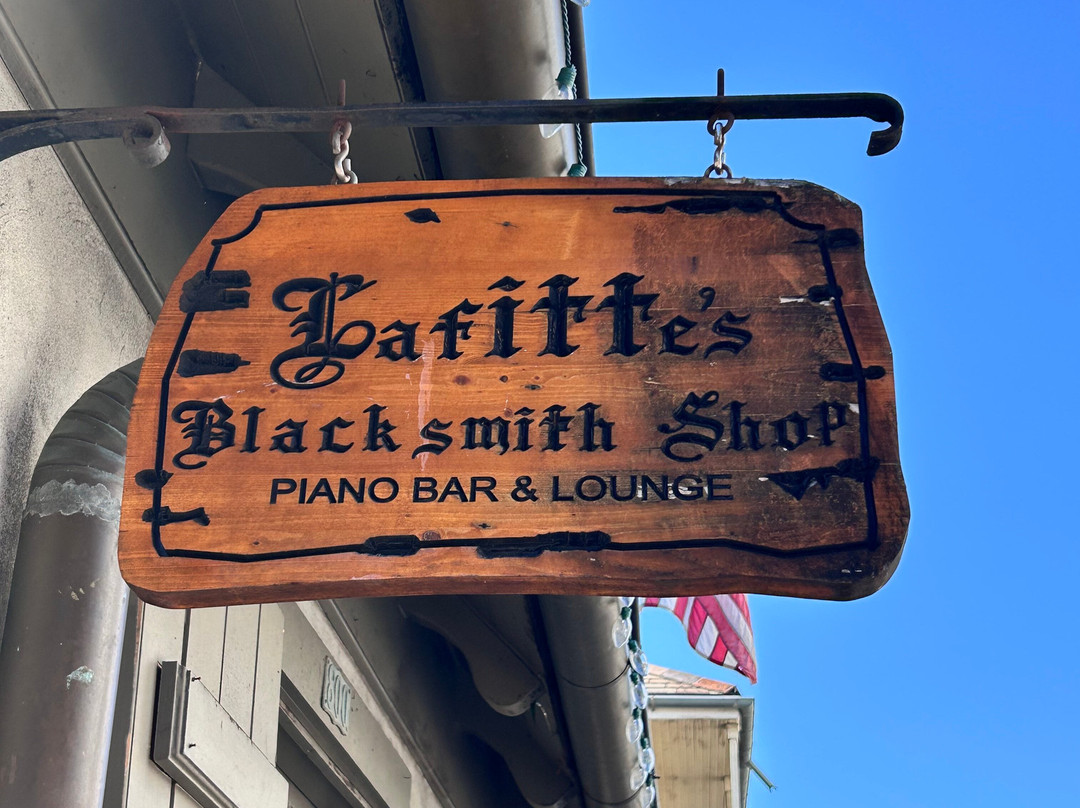 Lafitte's
Blacksmith Shop
PIANO BAR & LOUNGE